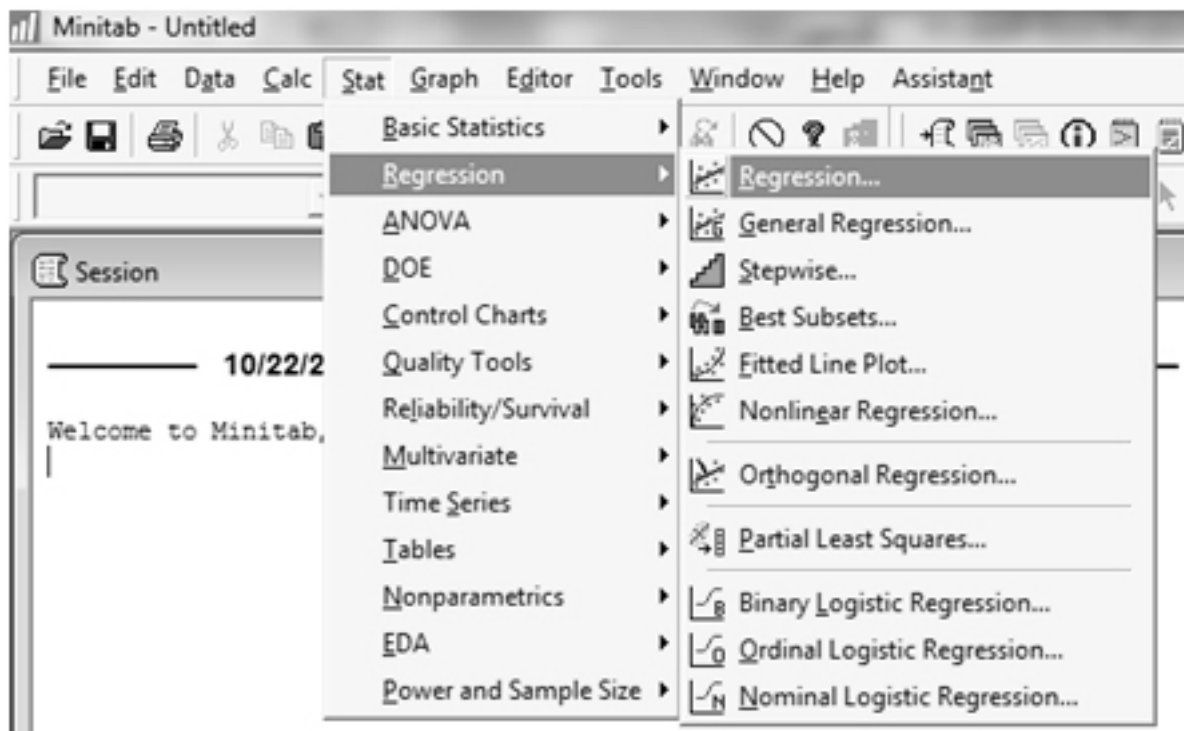 Minitab - Untitled
File Edit Data Calc Stat Graph Editor Tools Window Help Assistant
Basic Statistics
Regression
ANOVA
DOE
Control Charts
Quality Tools
Reliability/Survival
Multivariate
Time Series
Tables
Nonparametrics
EDA
Power and Sample Size
Regression...
General Regression...
Stepwise...
Best Subsets...
Fitted Line Plot...
Nonlinear Regression...
Orthogonal Regression...
Partial Least Squares...
Binary Logistic Regression...
Ordinal Logistic Regression...
Nominal Logistic Regression...
Session
10/22/2
Welcome to Minitab,